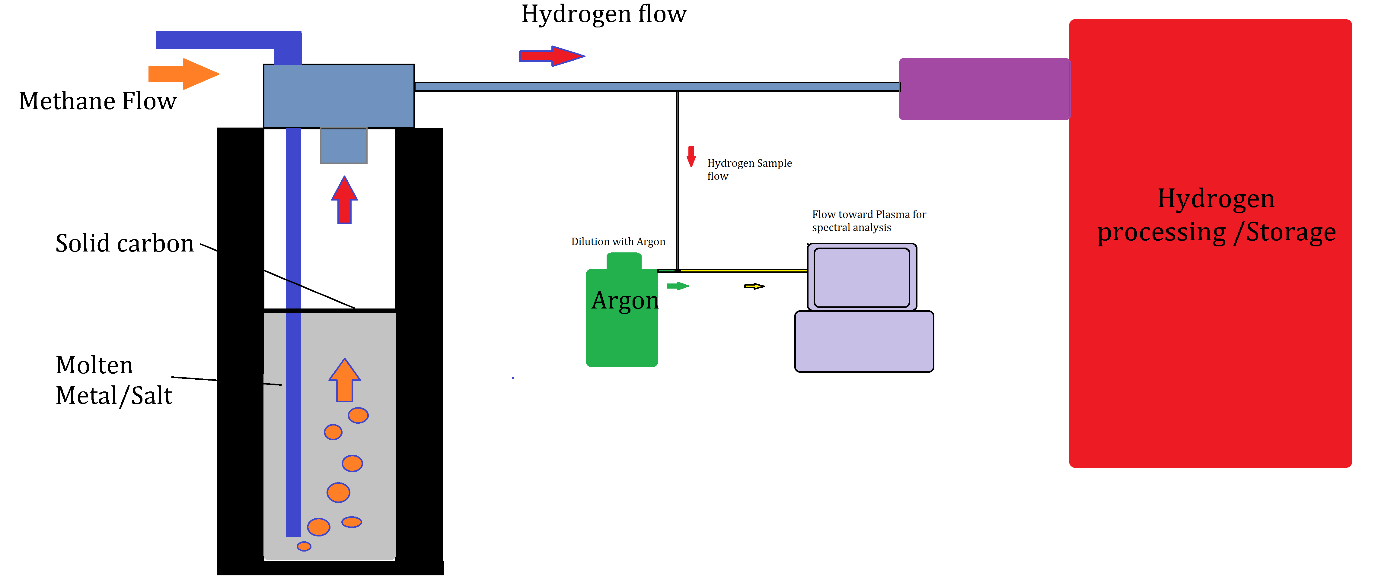 Hydrogen flow
Methane Flow
Hydrogen Sample
flow
Flow toward Plasma for
spectral analysis
Hydrogen
processing /Storage
Solid carbon
Dilution with Argon
Argon
Molten
Metal/Salt